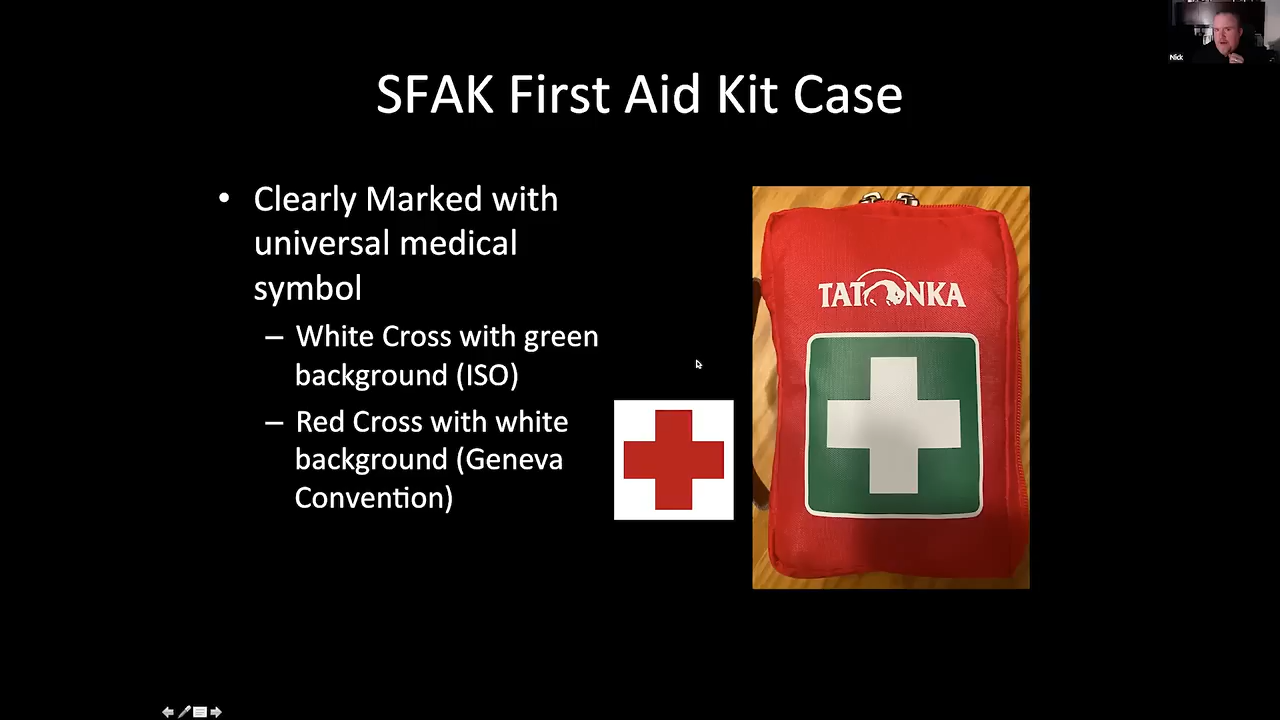 Nick
SFAK First Aid Kit Case
• Clearly Marked with
universal medical
symbol
– White Cross with green
background (ISO)
– Red Cross with white
background (Geneva
Convention)
TATONKA